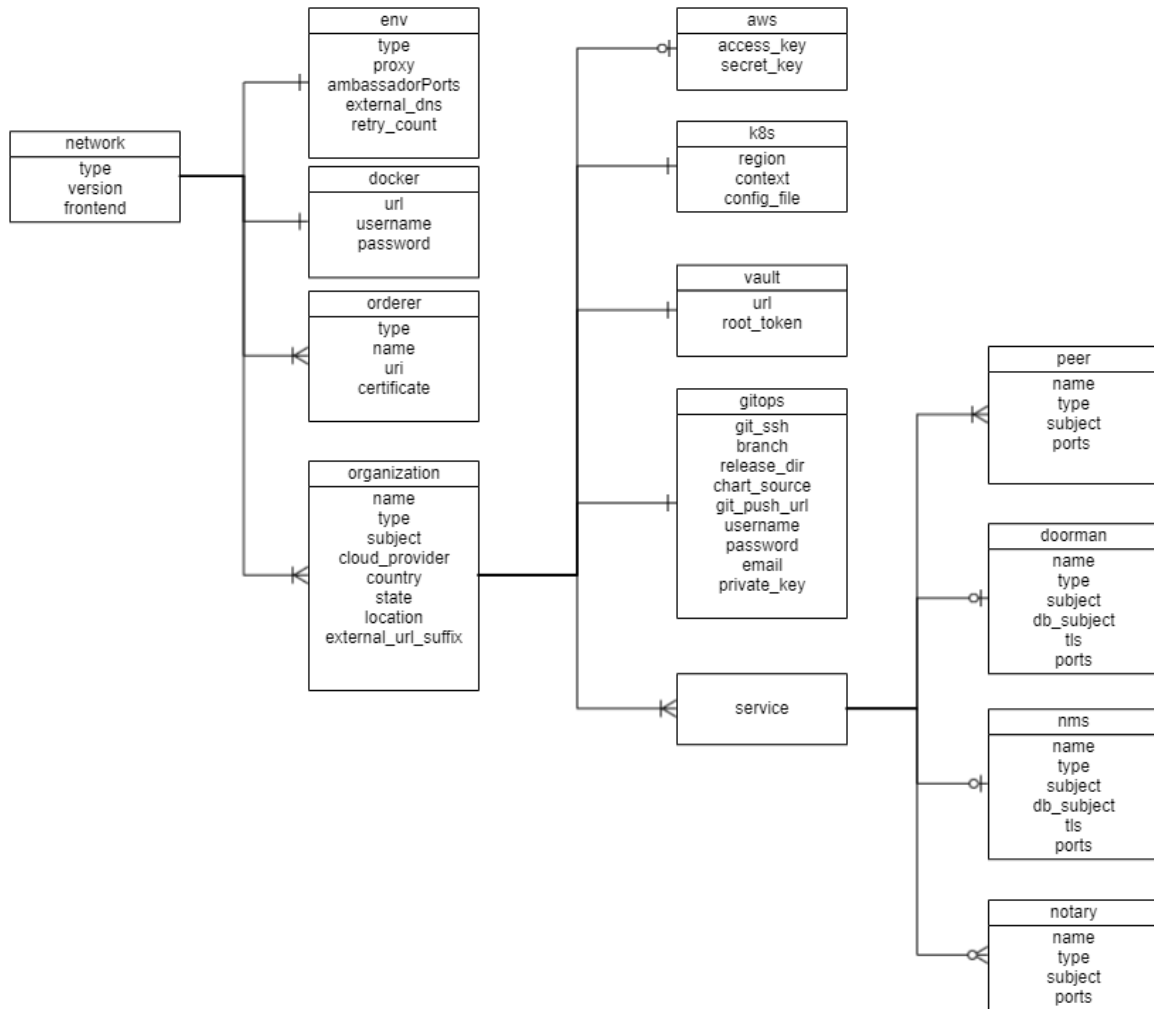 network
type
version
frontend
env
type
proxy
ambassadorPorts
external_dns
retry_count
docker
url
username
password
orderer
type
name
uri
certificate
organization
name
type
subject
cloud_provider
country
state
location
external_url_suffix
aws
access_key
secret_key
k8s
region
context
config_file
vault
url
root_token
gitops
git_ssh
branch
release_dir
chart_source
git_push_url
username
password
email
private_key
service
peer
name
type
subject
ports
doorman
name
type
subject
db_subject
tls
ports
nms
name
type
subject
db_subject
tls
ports
notary
name
type
subject
ports